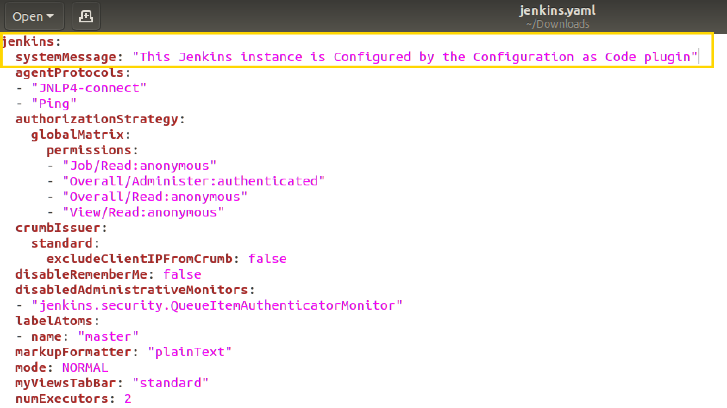 Open
jenkins.yaml
~/Downloads
jenkins:
  systemMessage: "This Jenkins instance is Configured by the Configuration as Code plugin"
  agentProtocols:
  - "JNLP4-connect"
  - "Ping"
  authorizationStrategy:
    globalMatrix:
      permissions:
      - "Job/Read:anonymous"
      - "Overall/Administer:authenticated"
      - "Overall/Read:anonymous"
      - "View/Read:anonymous"
  crumbIssuer:
    standard:
      excludeClientIPFromCrumb: false
  disableRememberMe: false
  disabledAdministrativeMonitors:
  - "jenkins.security.QueueItemAuthenticatorMonitor"
  labelAtoms:
  - name: "master"
  markupFormatter: "plainText"
  mode: NORMAL
  myViewsTabBar: "standard"
  numExecutors: 2